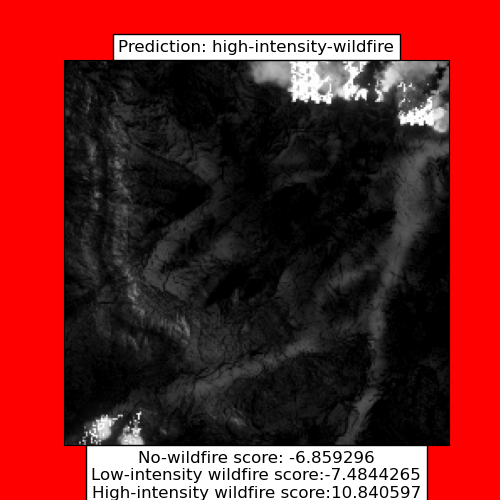 Prediction: high-intensity-wildfire
No-wildfire score: -6.859296
Low-intensity wildfire score:-7.4844265
High-intensity wildfire score:10.840597